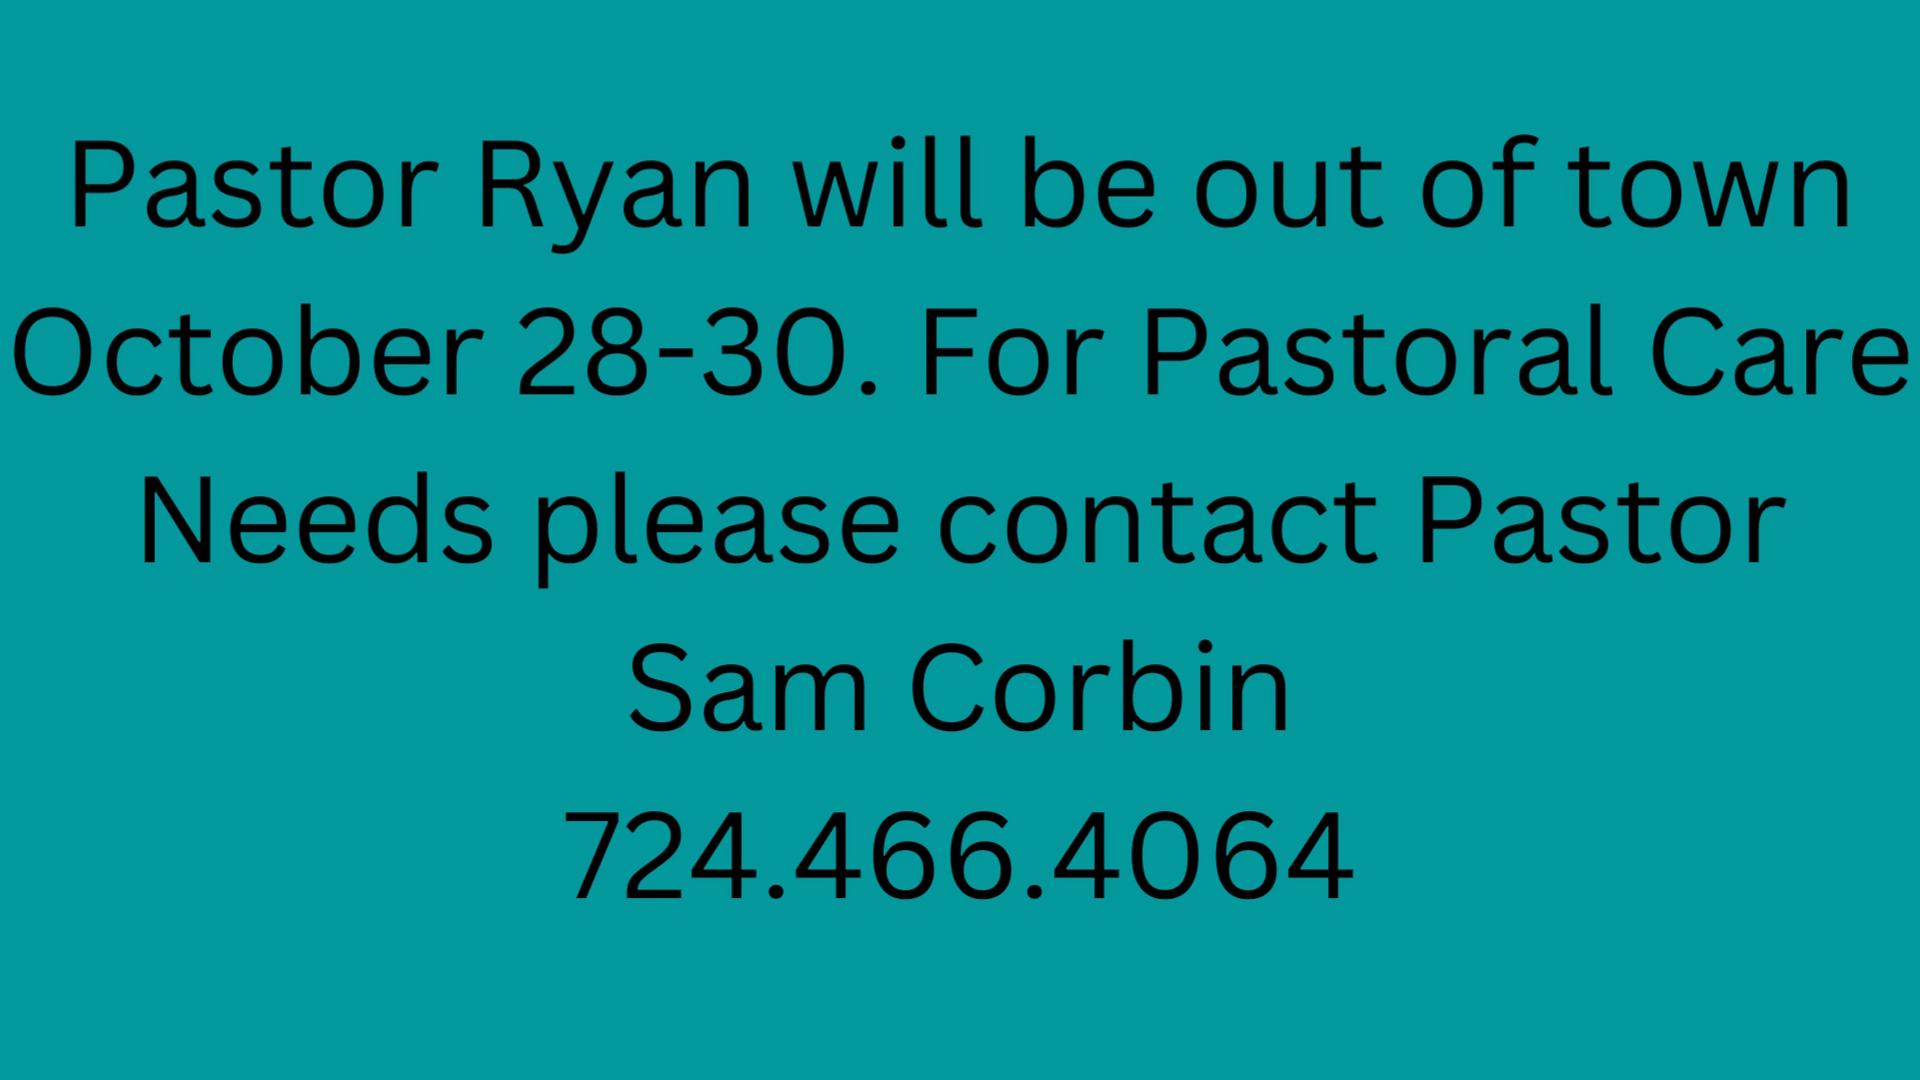 Pastor Ryan will be out of town
October 28-30. For Pastoral Care
Needs please contact Pastor
Sam Corbin
724.466.4064